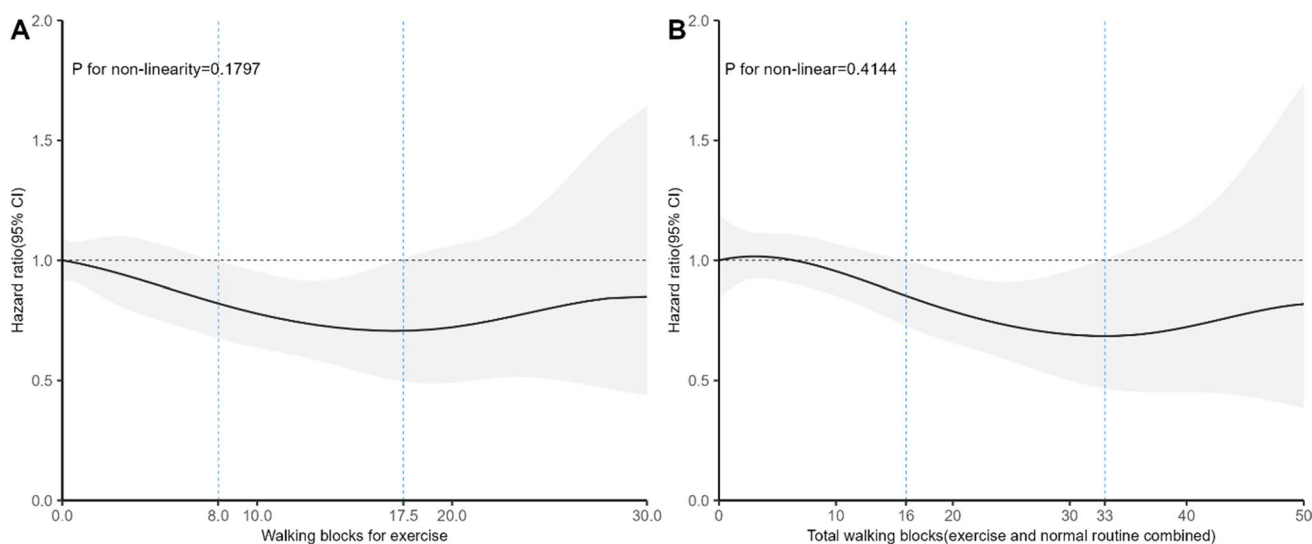 A
P for non-linearity=0.1797
Hazard ratio(95% CI)
2.0
1.5
1.0
0.5
0.0
0.0 8.0 10.0 17.5 20.0 30.0
Walking blocks for exercise
B
P for non-linear=0.4144
Hazard ratio(95% CI)
2.0
1.5
1.0
0.5
0.0
0 10 16 20 30 33 40 50
Total walking blocks(exercise and normal routine combined)